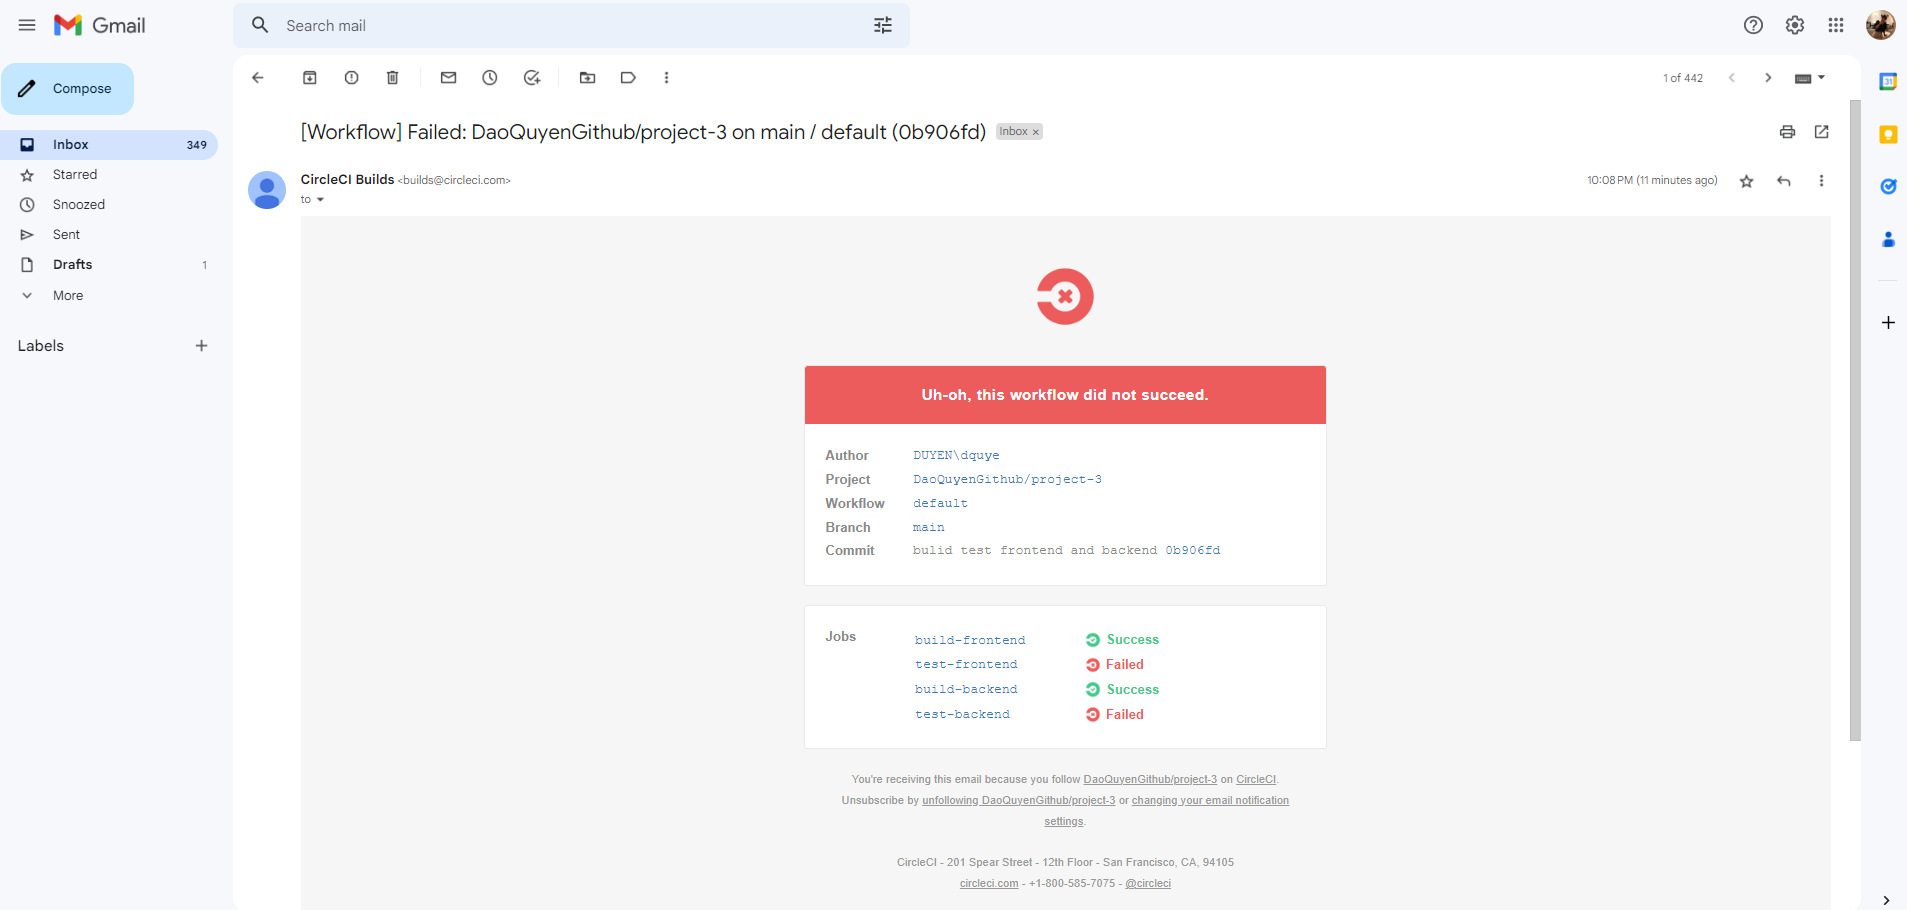 Gmail
Search mail
Compose
1 of 442
[Workflow] Failed: DaoQuyenGithub/project-3 on main / default (0b906fd) Inbox ×
Inbox 349
Starred
Snoozed
Sent
Drafts 1
More
Labels
CircleCI Builds <builds@circleci.com>
10:08 PM (11 minutes ago)
to
31
Uh-oh, this workflow did not succeed.
Author DUYEN\dquye
Project DaoQuyenGithub/project-3
Workflow default
Branch main
Commit bulid test frontend and backend 0b906fd
Jobs build-frontend Success
test-frontend Failed
build-backend Success
test-backend Failed
You're receiving this email because you follow DaoQuyenGithub/project-3 on CircleCI.
Unsubscribe by unfollowing DaoQuyenGithub/project-3 or changing your email notification
settings.
CircleCI - 201 Spear Street - 12th Floor - San Francisco, CA, 94105
circleci.com - +1-800-585-7075 - @circleci